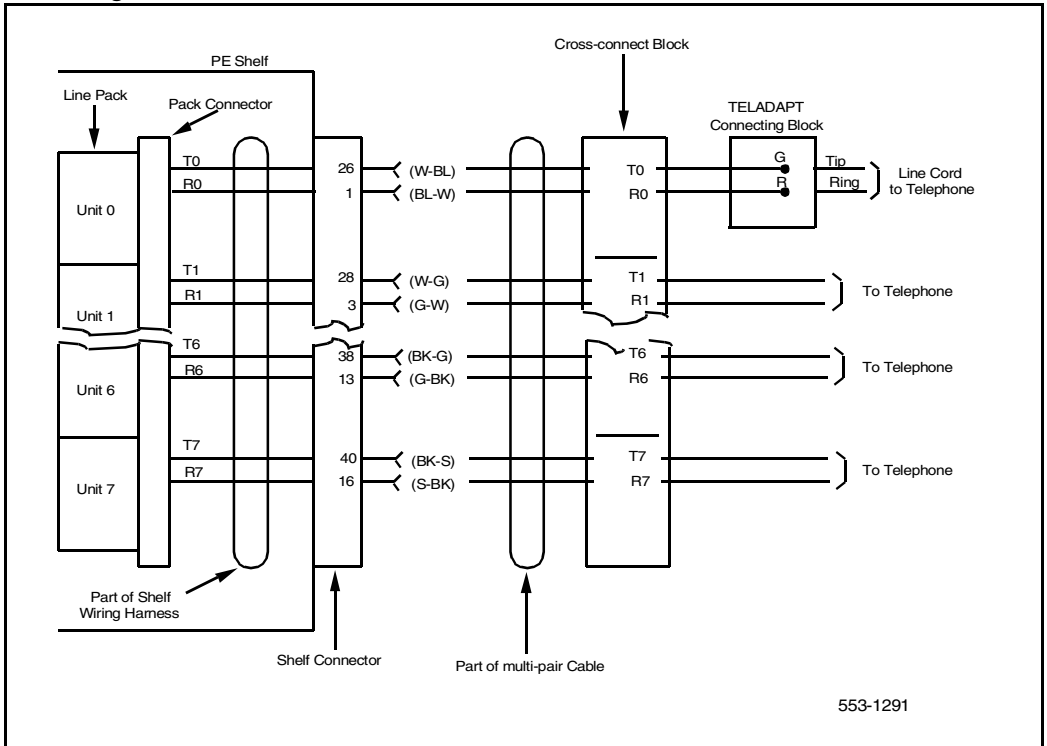 Cross-connect Block
PE Shelf
Line Pack
Pack Connector
TELADAPT
Connecting Block
T0
26
(W-BL)
T0
G
Tip
Line Cord
to Telephone
R0
1
(BL-W)
R0
R
Ring
Unit 0
T1
28
(W-G)
T1
To Telephone
R1
3
(G-W)
R1
Unit 1
T6
38
(BK-G)
T6
To Telephone
R6
13
(G-BK)
R6
Unit 6
T7
40
(BK-S)
T7
To Telephone
R7
16
(S-BK)
R7
Unit 7
Part of Shelf
Wiring Harness
Shelf Connector
Part of multi-pair Cable
553-1291